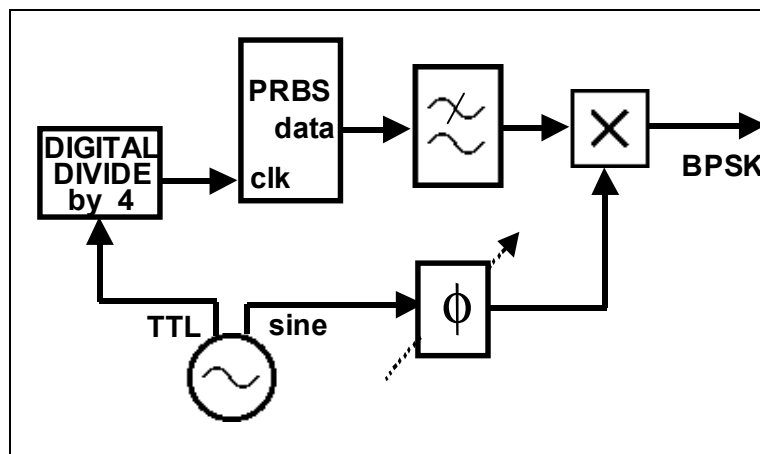 PRBS
data
clk
DIGITAL
DIVIDE
by 4
BPSK
TTL
sine
ϕ